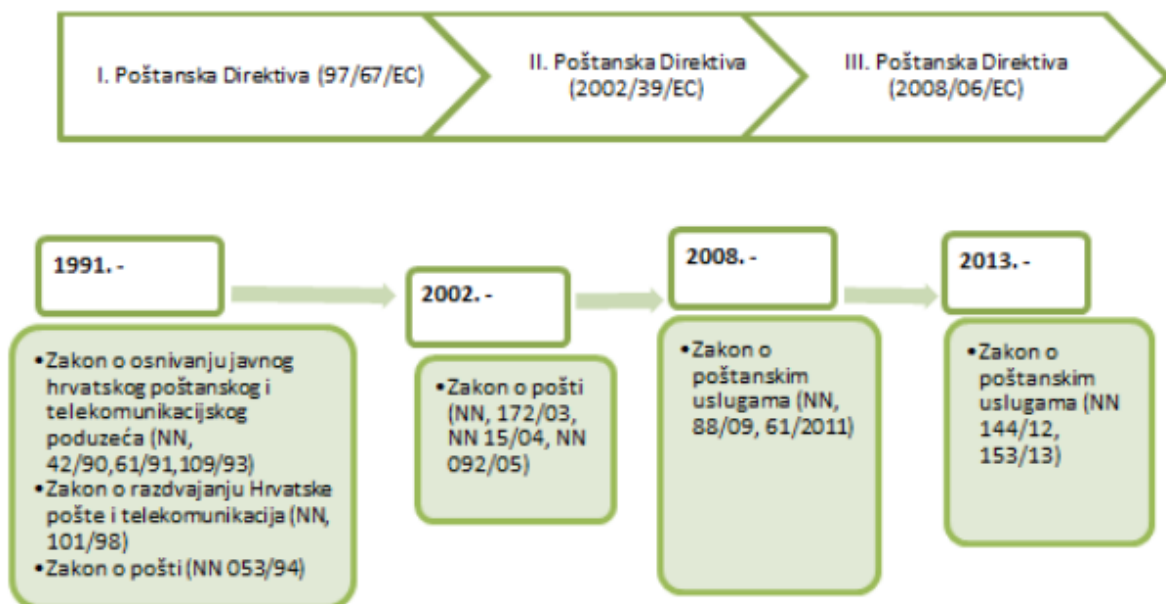 I. Poštanska Direktiva (97/67/EC)
II. Poštanska Direktiva
(2002/39/EC)
III. Poštanska Direktiva
(2008/06/EC)
1991. -
•Zakon o osnivanju javnog
hrvatskog poštanskog i
telekomunikacijskog
poduzeća (NN,
42/90,61/91,109/93)
•Zakon o razdvajanju Hrvatske
pošte i telekomunikacija (NN,
101/98)
•Zakon o pošti (NN 053/94)
2002. -
•Zakon o pošti
(NN, 172/03,
NN 15/04, NN
092/05)
2008. -
•Zakon o
poštanskim
uslugama (NN,
88/09, 61/2011)
2013. -
•Zakon o
poštanskim
uslugama (NN
144/12,
153/13)